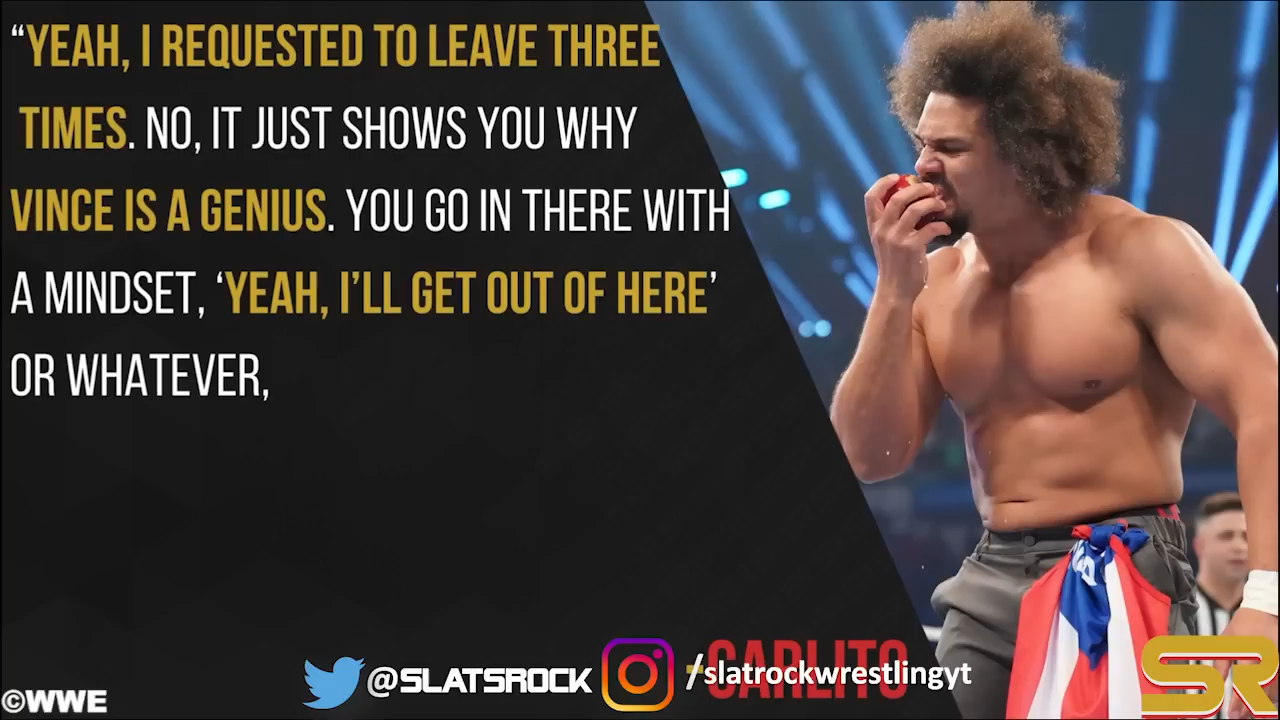 “YEAH, I REQUESTED TO LEAVE THREE
TIMES. NO, IT JUST SHOWS YOU WHY
VINCE IS A GENIUS. YOU GO IN THERE WITH
A MINDSET, ‘YEAH, I’LL GET OUT OF HERE’
OR WHATEVER,
-CARLITO
@SLATSROCK /slatrockwrestlingyt
SR
©WWE